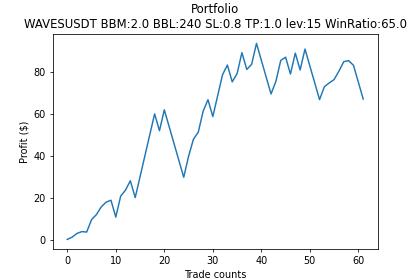 Portfolio
WAVESUSDT BBM:2.0 BBL:240 SL:0.8 TP:1.0 lev:15 WinRatio:65.0
Profit ($)
80
60
40
20
0
0 10 20 30 40 50 60
Trade counts